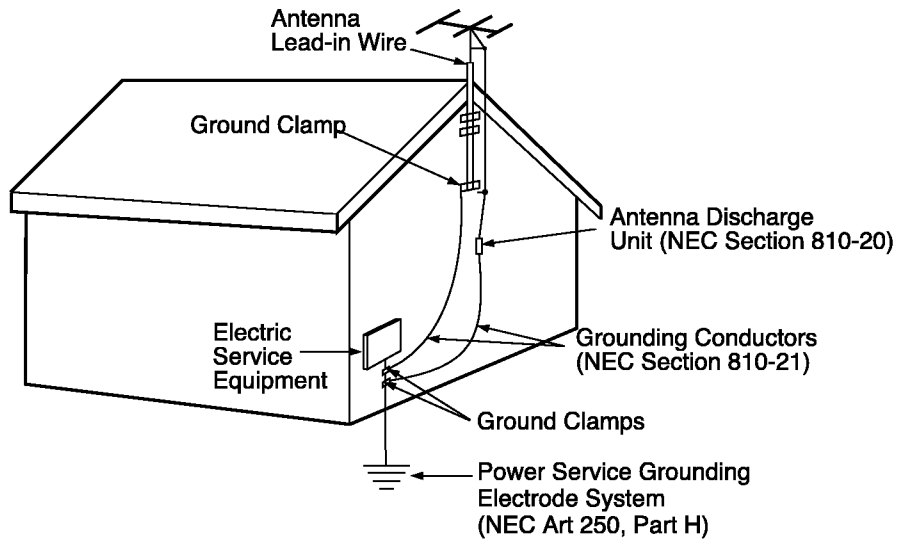 Antenna
Lead-in Wire
Ground Clamp
Antenna Discharge
Unit (NEC Section 810-20)
Electric
Service
Equipment
Grounding Conductors
(NEC Section 810-21)
Ground Clamps
Power Service Grounding
Electrode System
(NEC Art 250, Part H)